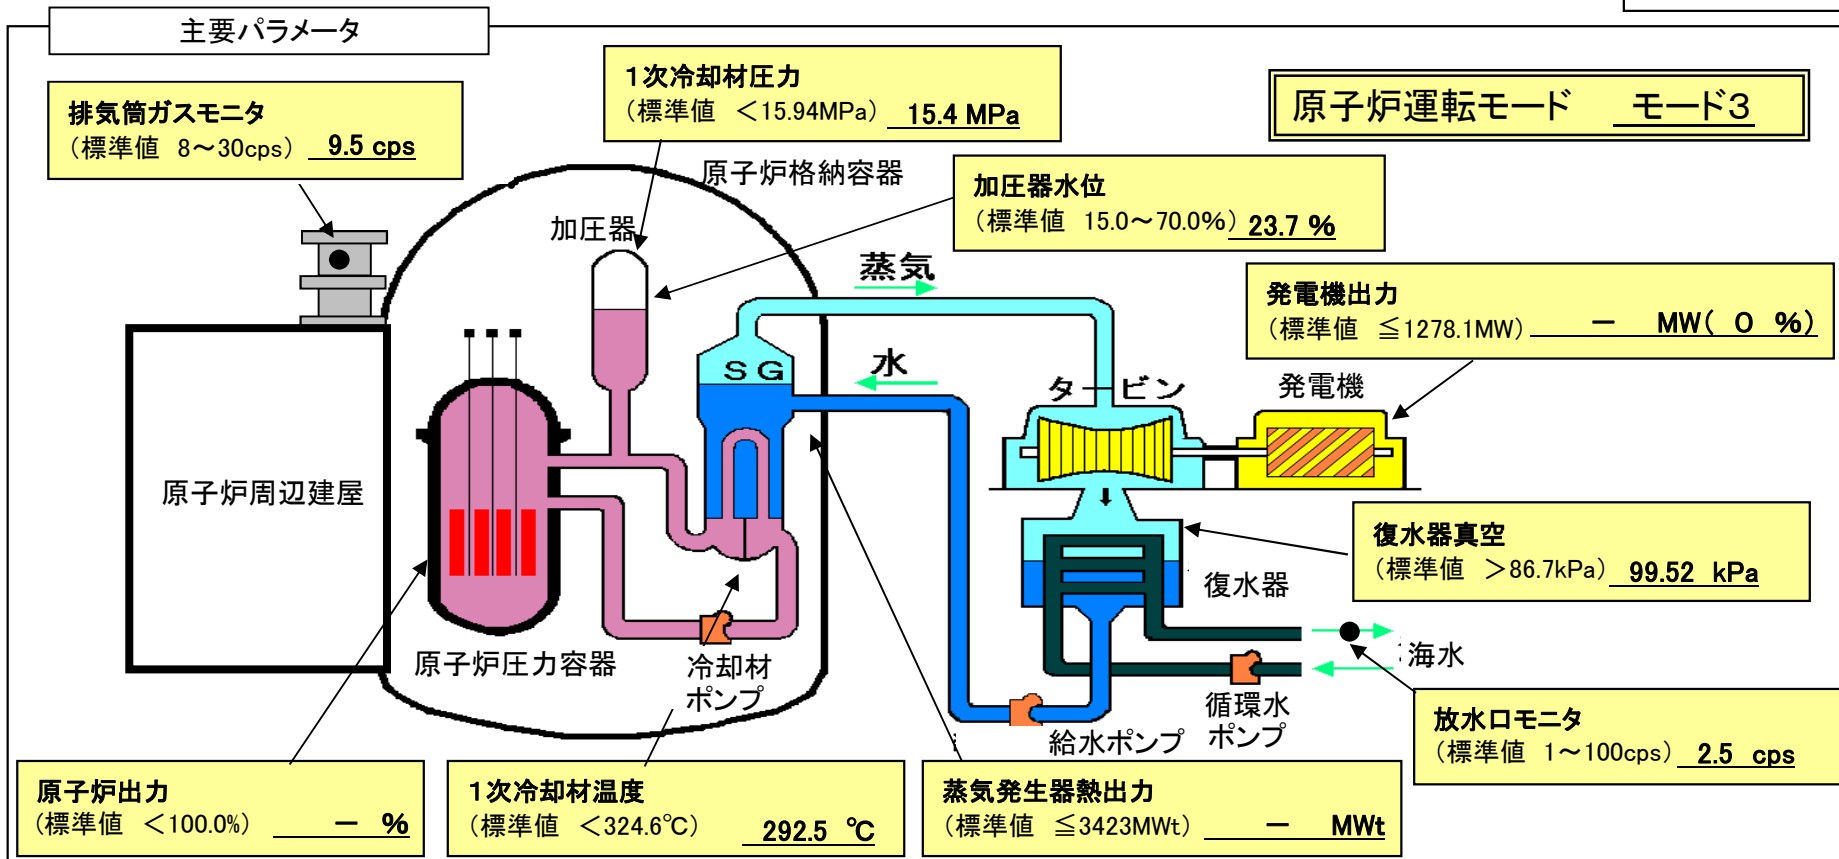 主要パラメータ
排気筒ガスモニタ
(標準値 8～30cps) 9.5 cps
1次冷却材圧力
(標準値 ＜15.94MPa) 15.4 MPa
原子炉運転モード モード3
原子炉格納容器
加圧器水位
(標準値 15.0～70.0%) 23.7 %
加圧器
蒸気
発電機出力
(標準値 ≦1278.1MW) － MW( 0 %)
SG
水
タービン
発電機
原子炉周辺建屋
復水器真空
(標準値 ＞86.7kPa) 99.52 kPa
復水器
海水
原子炉圧力容器
冷却材
ポンプ
循環水
ポンプ
給水ポンプ
放水口モニタ
(標準値 1～100cps) 2.5 cps
原子炉出力
(標準値 ＜100.0%) － %
1次冷却材温度
(標準値 ＜324.6℃) 292.5 ℃
蒸気発生器熱出力
(標準値 ≦3423MWt) － MWt